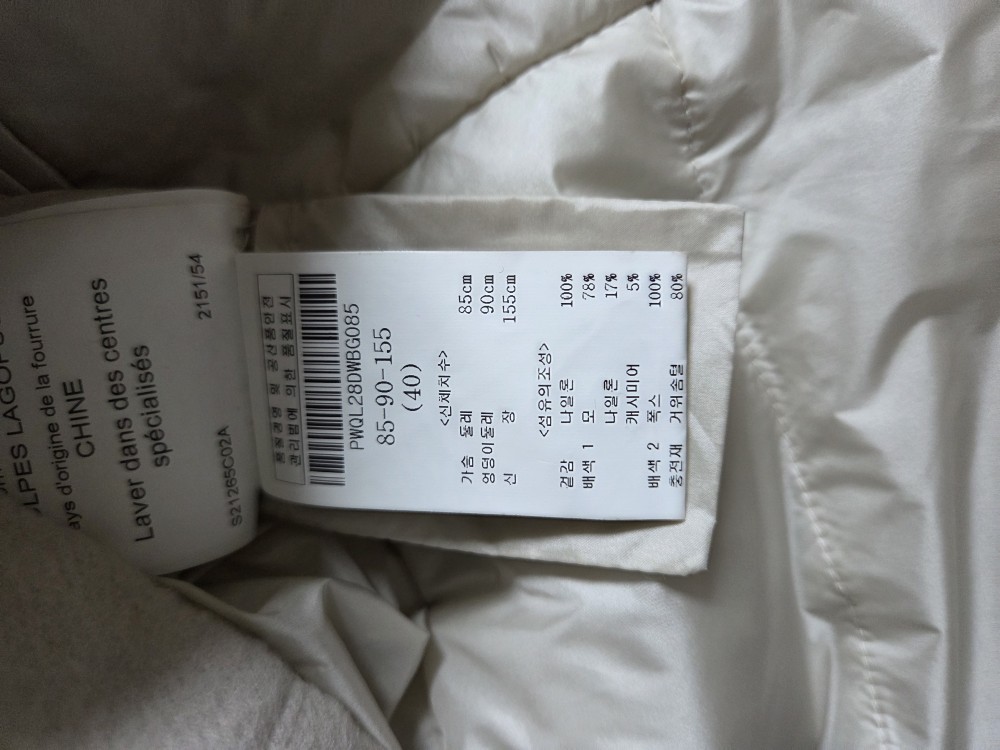 LPES LAGOPUS
ays d'origine de la fourrure
CHINE
Laver dans des centres
spécialisés
S2126SC02A 2151/54
품질경영 및 공산품안전
관리법에 의한 품질표시
PWQL28DWBG085
85-90-155
(40)
<신체치수>
가슴 둘레 85cm
엉덩이둘레 90cm
신 장 155cm
<섬유의조성>
겉감 나일론 100%
배색 1 모 78%
나일론 17%
캐시미어 5%
배색 2 폭스 100%
충전재 거위솜털 80%